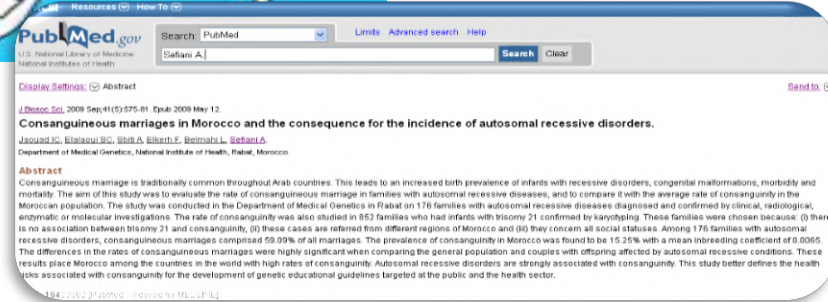 Resources How To
PubMed.gov
U.S. National Library of Medicine
National Institutes of Health
Search: PubMed
Limits Advanced search Help
Sefiani A.
Search Clear
Display Settings: Abstract
Send to:
J Biosoc Sci. 2009 Sep;41(5):575-81. Epub 2009 May 12.
Consanguineous marriages in Morocco and the consequence for the incidence of autosomal recessive disorders.
Jaouad IC, Elalaoui SC, Sbiti A, Elkerh F, Belmahi L, Sefiani A.
Department of Medical Genetics, National Institute of Health, Rabat, Morocco.
Abstract
Consanguineous marriage is traditionally common throughout Arab countries. This leads to an increased birth prevalence of infants with recessive disorders, congenital malformations, morbidity and
mortality. The aim of this study was to evaluate the rate of consanguineous marriage in families with autosomal recessive diseases, and to compare it with the average rate of consanguinity in the
Moroccan population. The study was conducted in the Department of Medical Genetics in Rabat on 176 families with autosomal recessive diseases diagnosed and confirmed by clinical, radiological,
enzymatic or molecular investigations. The rate of consanguinity was also studied in 852 families who had infants with trisomy 21 confirmed by karyotyping. These families were chosen because: (i) there
is no association between trisomy 21 and consanguinity, (ii) these cases are referred from different regions of Morocco and (iii) they concern all social statuses. Among 176 families with autosomal
recessive disorders, consanguineous marriages comprised 59.09% of all marriages. The prevalence of consanguinity in Morocco was found to be 15.25% with a mean inbreeding coefficient of 0.0065.
The differences in the rates of consanguineous marriages were highly significant when comparing the general population and couples with offspring affected by autosomal recessive conditions. These
results place Morocco among the countries in the world with high rates of consanguinity. Autosomal recessive disorders are strongly associated with consanguinity. This study better defines the health
risks associated with consanguinity for the development of genetic educational guidelines targeted at the public and the health sector.
[PubMed - indexed for MEDLINE]